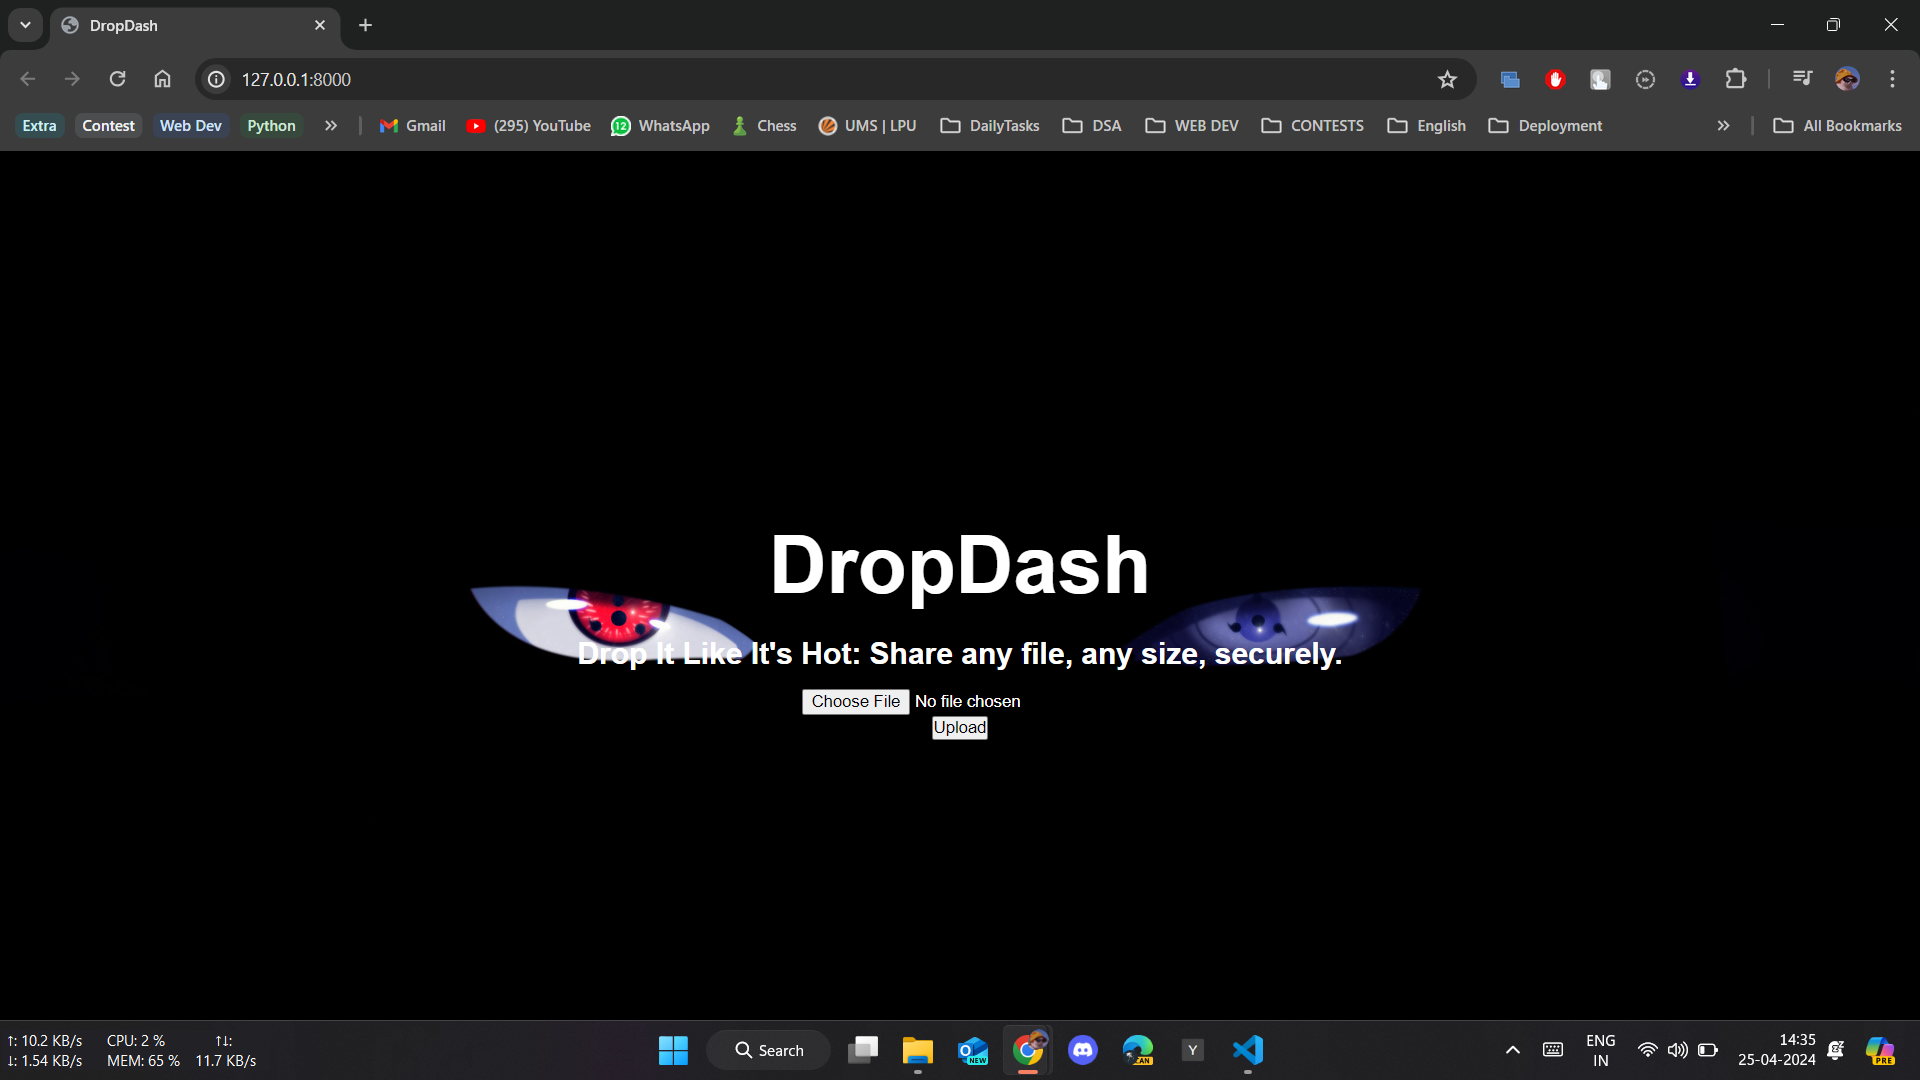 DropDash
127.0.0.1:8000
Extra Contest Web Dev Python Gmail (295) YouTube 12 WhatsApp Chess UMS | LPU DailyTasks DSA WEB DEV CONTESTS English Deployment All Bookmarks
DropDash
Drop It Like It's Hot: Share any file, any size, securely.
Choose File No file chosen
Upload
↑: 10.2 KB/s CPU: 2 % ↑↓:
↓: 1.54 KB/s MEM: 65 % 11.7 KB/s
Search
NEW
CAN
Y
ENG
IN
14:35
25-04-2024
PRE